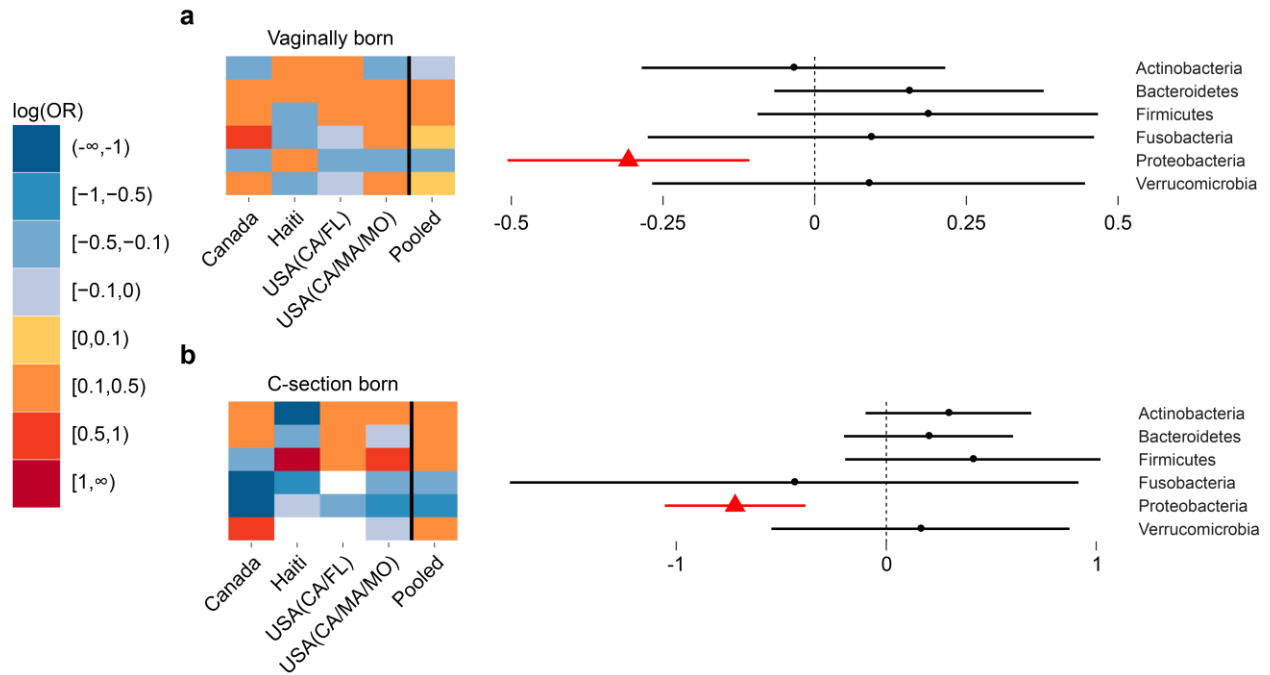 a
Vaginally born
log(OR)
(-∞,-1)
[-1,-0.5)
[-0.5,-0.1)
[-0.1,0)
[0,0.1)
[0.1,0.5)
[0.5,1)
[1,∞)
Canada
Haiti
USA(CA/FL)
USA(CA/MA/MO)
Pooled
Actinobacteria
Bacteroidetes
Firmicutes
Fusobacteria
Proteobacteria
Verrucomicrobia
-0.5 -0.25 0 0.25 0.5
b
C-section born
Canada
Haiti
USA(CA/FL)
USA(CA/MA/MO)
Pooled
Actinobacteria
Bacteroidetes
Firmicutes
Fusobacteria
Proteobacteria
Verrucomicrobia
-1 0 1